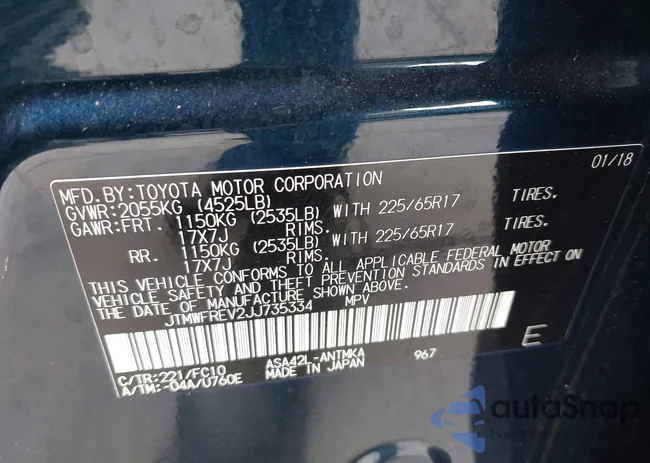 01/18
MFD.BY:TOYOTA MOTOR CORPORATION
GVWR:2055KG (4525LB)
GAWR:FRT. 1150KG (2535LB) WITH 225/65R17 TIRES.
17X7J RIMS.
RR. 1150KG (2535LB) WITH 225/65R17 TIRES.
17X7J RIMS.
THIS VEHICLE CONFORMS TO ALL APPLICABLE FEDERAL MOTOR
VEHICLE SAFETY AND THEFT PREVENTION STANDARDS IN EFFECT ON
THE DATE OF MANUFACTURE SHOWN ABOVE.
JTMWFREV2JJ735334 MPV
E
C/TR:221/FC10 ASA42L-ANTMKA 967
A/TM:-04A/U760E MADE IN JAPAN
autoSnap